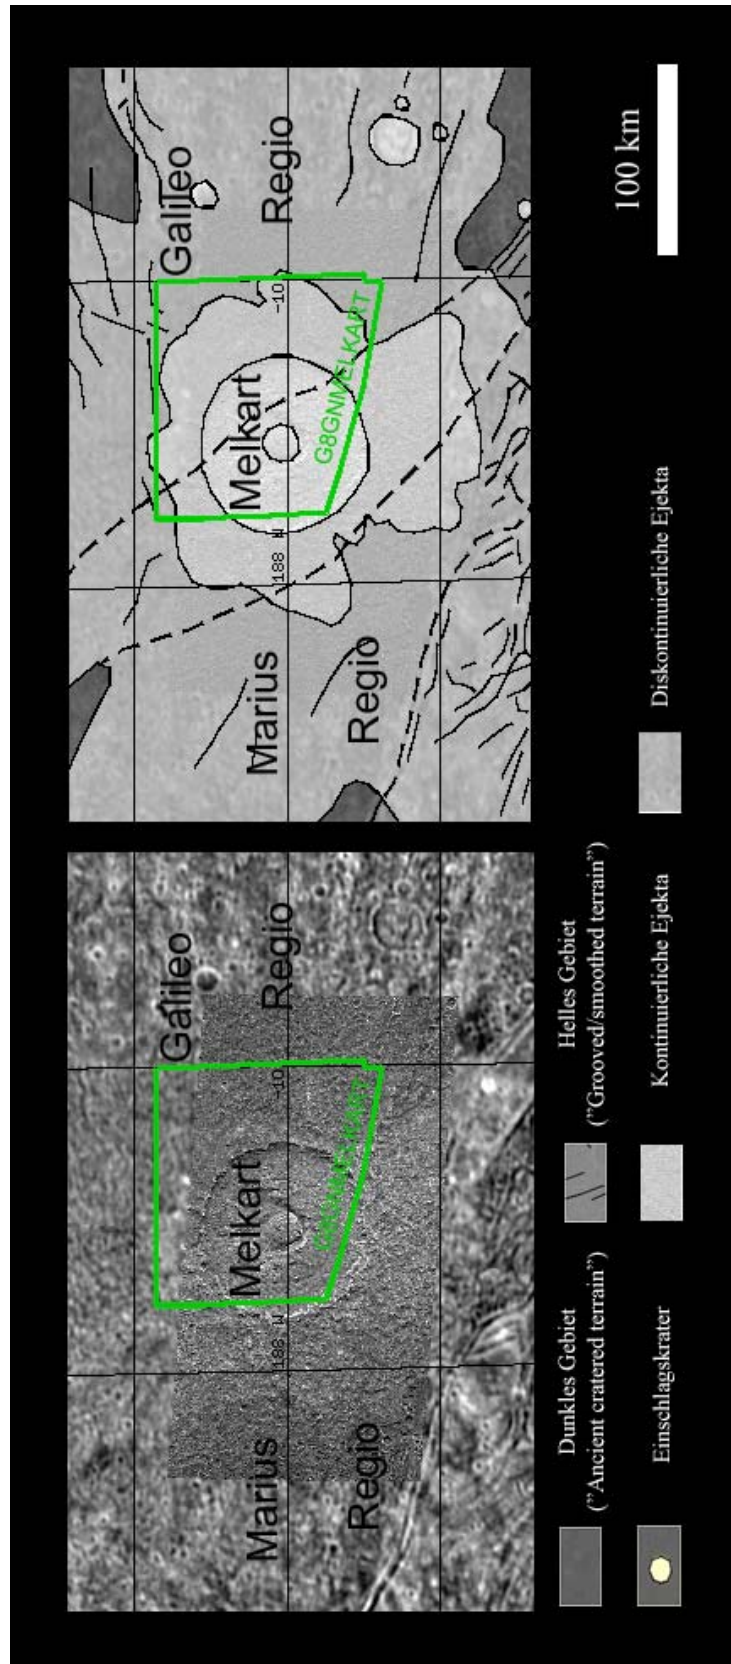 Galileo
Marius Melkart Regio
188 W -10
Regio G8GNMELKART
Galileo
Marius Melkart Regio
188 W -10
Regio G8GNMELKART
Dunkles Gebiet
("Ancient cratered terrain")
Helles Gebiet
("Grooved/smoothed terrain")
100 km
Einschlagskrater
Kontinuierliche Ejekta
Diskontinuierliche Ejekta